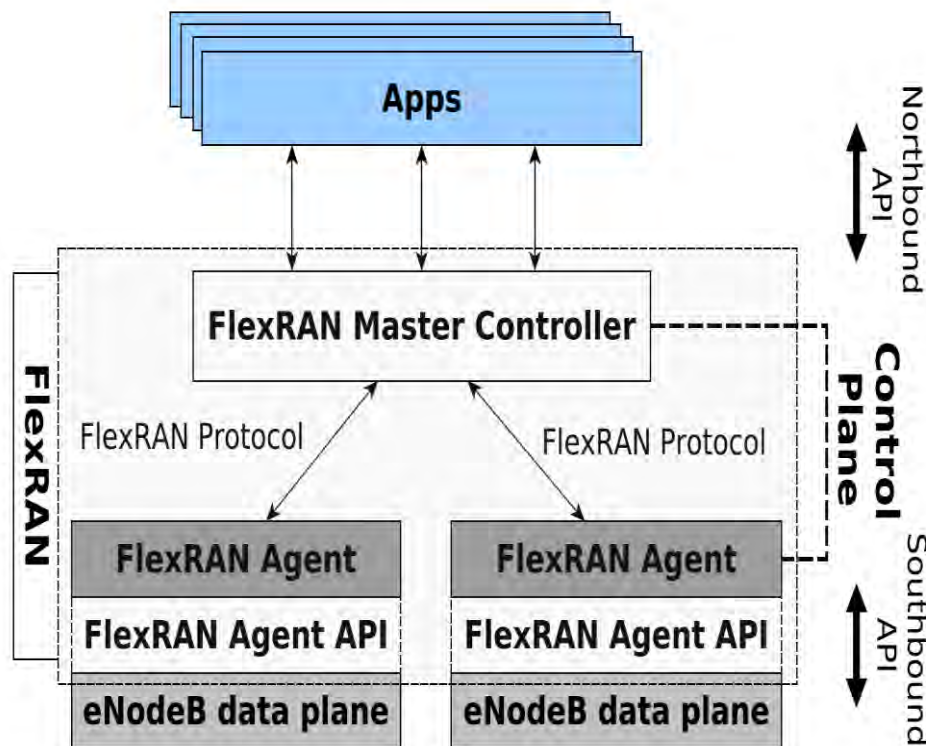 Apps
Northbound
API
FlexRAN Master Controller
FlexRAN
FlexRAN Protocol
FlexRAN Protocol
Control
Plane
FlexRAN Agent
FlexRAN Agent
FlexRAN Agent API
FlexRAN Agent API
Southbound
API
eNodeB data plane
eNodeB data plane